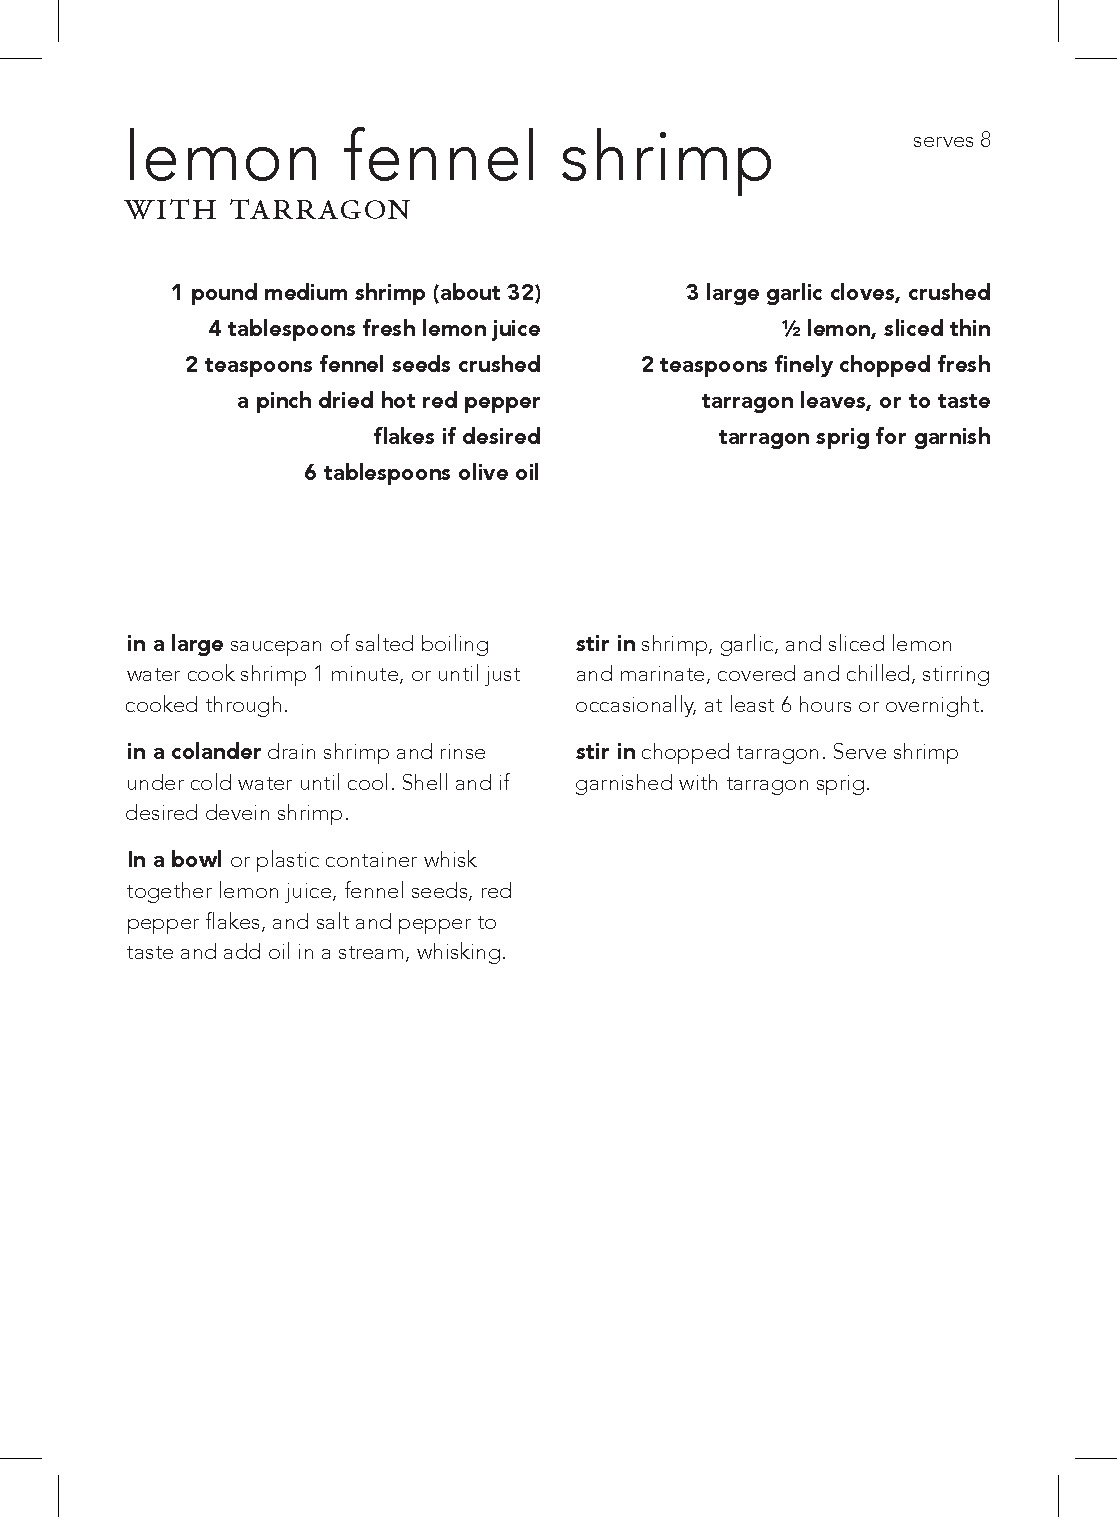 lemon fennel shrimp
serves 8
WITH TARRAGON
1 pound medium shrimp (about 32)
4 tablespoons fresh lemon juice
2 teaspoons fennel seeds crushed
a pinch dried hot red pepper
flakes if desired
6 tablespoons olive oil
3 large garlic cloves, crushed
½ lemon, sliced thin
2 teaspoons finely chopped fresh
tarragon leaves, or to taste
tarragon sprig for garnish
in a large saucepan of salted boiling
water cook shrimp 1 minute, or until just
cooked through.
in a colander drain shrimp and rinse
under cold water until cool. Shell and if
desired devein shrimp.
In a bowl or plastic container whisk
together lemon juice, fennel seeds, red
pepper flakes, and salt and pepper to
taste and add oil in a stream, whisking.
stir in shrimp, garlic, and sliced lemon
and marinate, covered and chilled, stirring
occasionally, at least 6 hours or overnight.
stir in chopped tarragon. Serve shrimp
garnished with tarragon sprig.